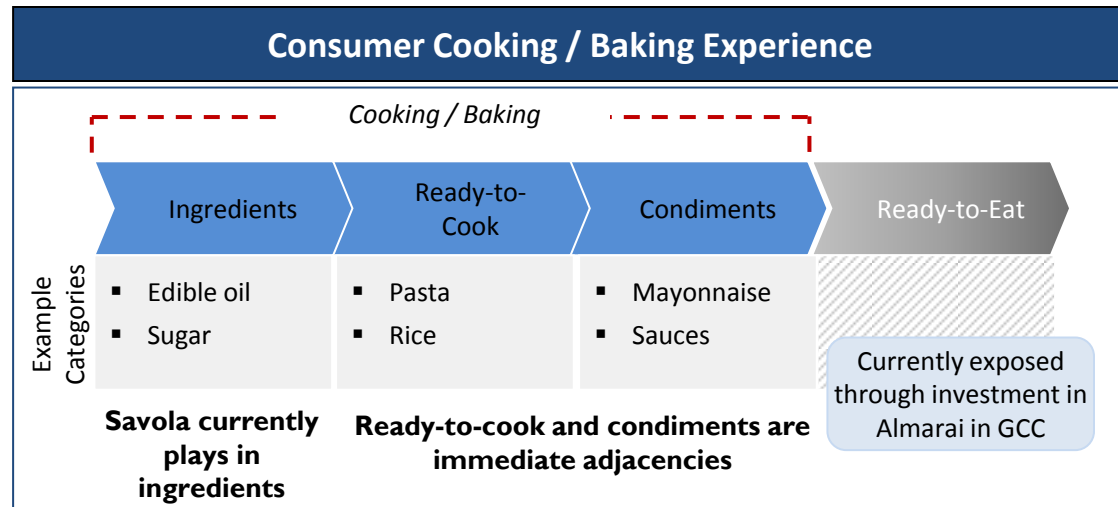 Consumer Cooking / Baking Experience
Cooking / Baking
Ingredients
Ready-to-
Cook
Condiments
Ready-to-Eat
Example
Categories
▪ Edible oil
▪ Sugar
▪ Pasta
▪ Rice
▪ Mayonnaise
▪ Sauces
Currently exposed
through investment in
Almarai in GCC
Savola currently
plays in
ingredients
Ready-to-cook and condiments are
immediate adjacencies